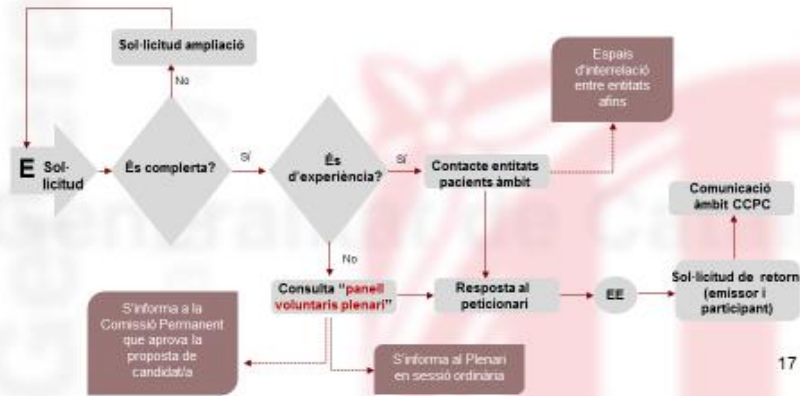 Sol·licitud ampliació
No
Espais
d'interrelació
entre entitats
afins
E Sol·
licitud
És complerta?
Sí
És
d'experiència?
Sí
Contacte entitats
pacients àmbit
Comunicació
àmbit CCPC
No
Consulta "panell
voluntaris plenari"
Resposta al
peticionari
EE
Sol·licitud de retorn
(emissor i
participant)
S'informa a la
Comissió Permanent
que aprova la
proposta de
candidat/a
S'informa al Plenari
en sessió ordinària
17